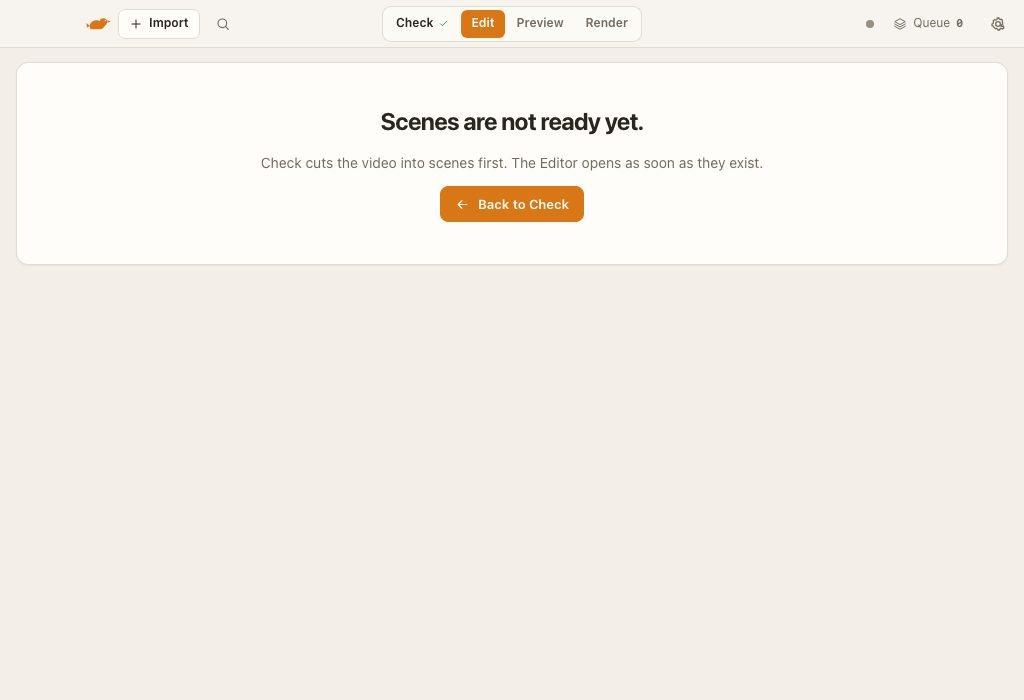 Import
Check
Edit
Preview
Render
Queue 0
Scenes are not ready yet.
Check cuts the video into scenes first. The Editor opens as soon as they exist.
Back to Check